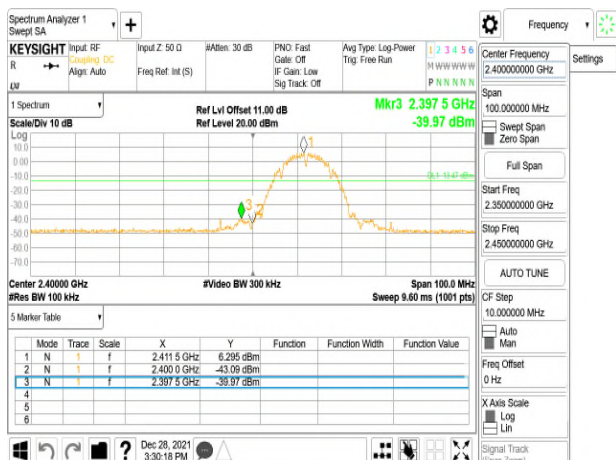 Spectrum Analyzer 1
Swept SA
Frequency
KEYSIGHT
R
LXI
Input: RF
Coupling: DC
Align: Auto
Input Z: 50 Ω
Freq Ref: Int (S)
#Atten: 30 dB
PNO: Fast
Gate: Off
IF Gain: Low
Sig Track: Off
Avg Type: Log-Power
Trig: Free Run
1 2 3 4 5 6
M W W W W W
P N N N N N
Center Frequency
2.400000000 GHz
Settings
Span
100.000000 MHz
Swept Span
Zero Span
Full Span
Start Freq
2.350000000 GHz
Stop Freq
2.450000000 GHz
AUTO TUNE
CF Step
10.000000 MHz
Auto
Man
Freq Offset
0 Hz
X Axis Scale
Log
Lin
Signal Track
(Span Zoom)
1 Spectrum
Scale/Div 10 dB
Ref Lvl Offset 11.00 dB
Ref Level 20.00 dBm
Mkr3 2.397 5 GHz
-39.97 dBm
Log
10.0
0.00
-10.0
-20.0
-30.0
-40.0
-50.0
-60.0
-70.0
1
2
3
DL1 -13.47 dBm
Center 2.40000 GHz
#Res BW 100 kHz
#Video BW 300 kHz
Span 100.0 MHz
Sweep 9.60 ms (1001 pts)
5 Marker Table
Mode Trace Scale X Y Function Function Width Function Value
1 N 1 f 2.411 5 GHz 6.295 dBm
2 N 1 f 2.400 0 GHz -43.09 dBm
3 N 1 f 2.397 5 GHz -39.97 dBm
4
5
6
?
Dec 28, 2021
3:30:18 PM